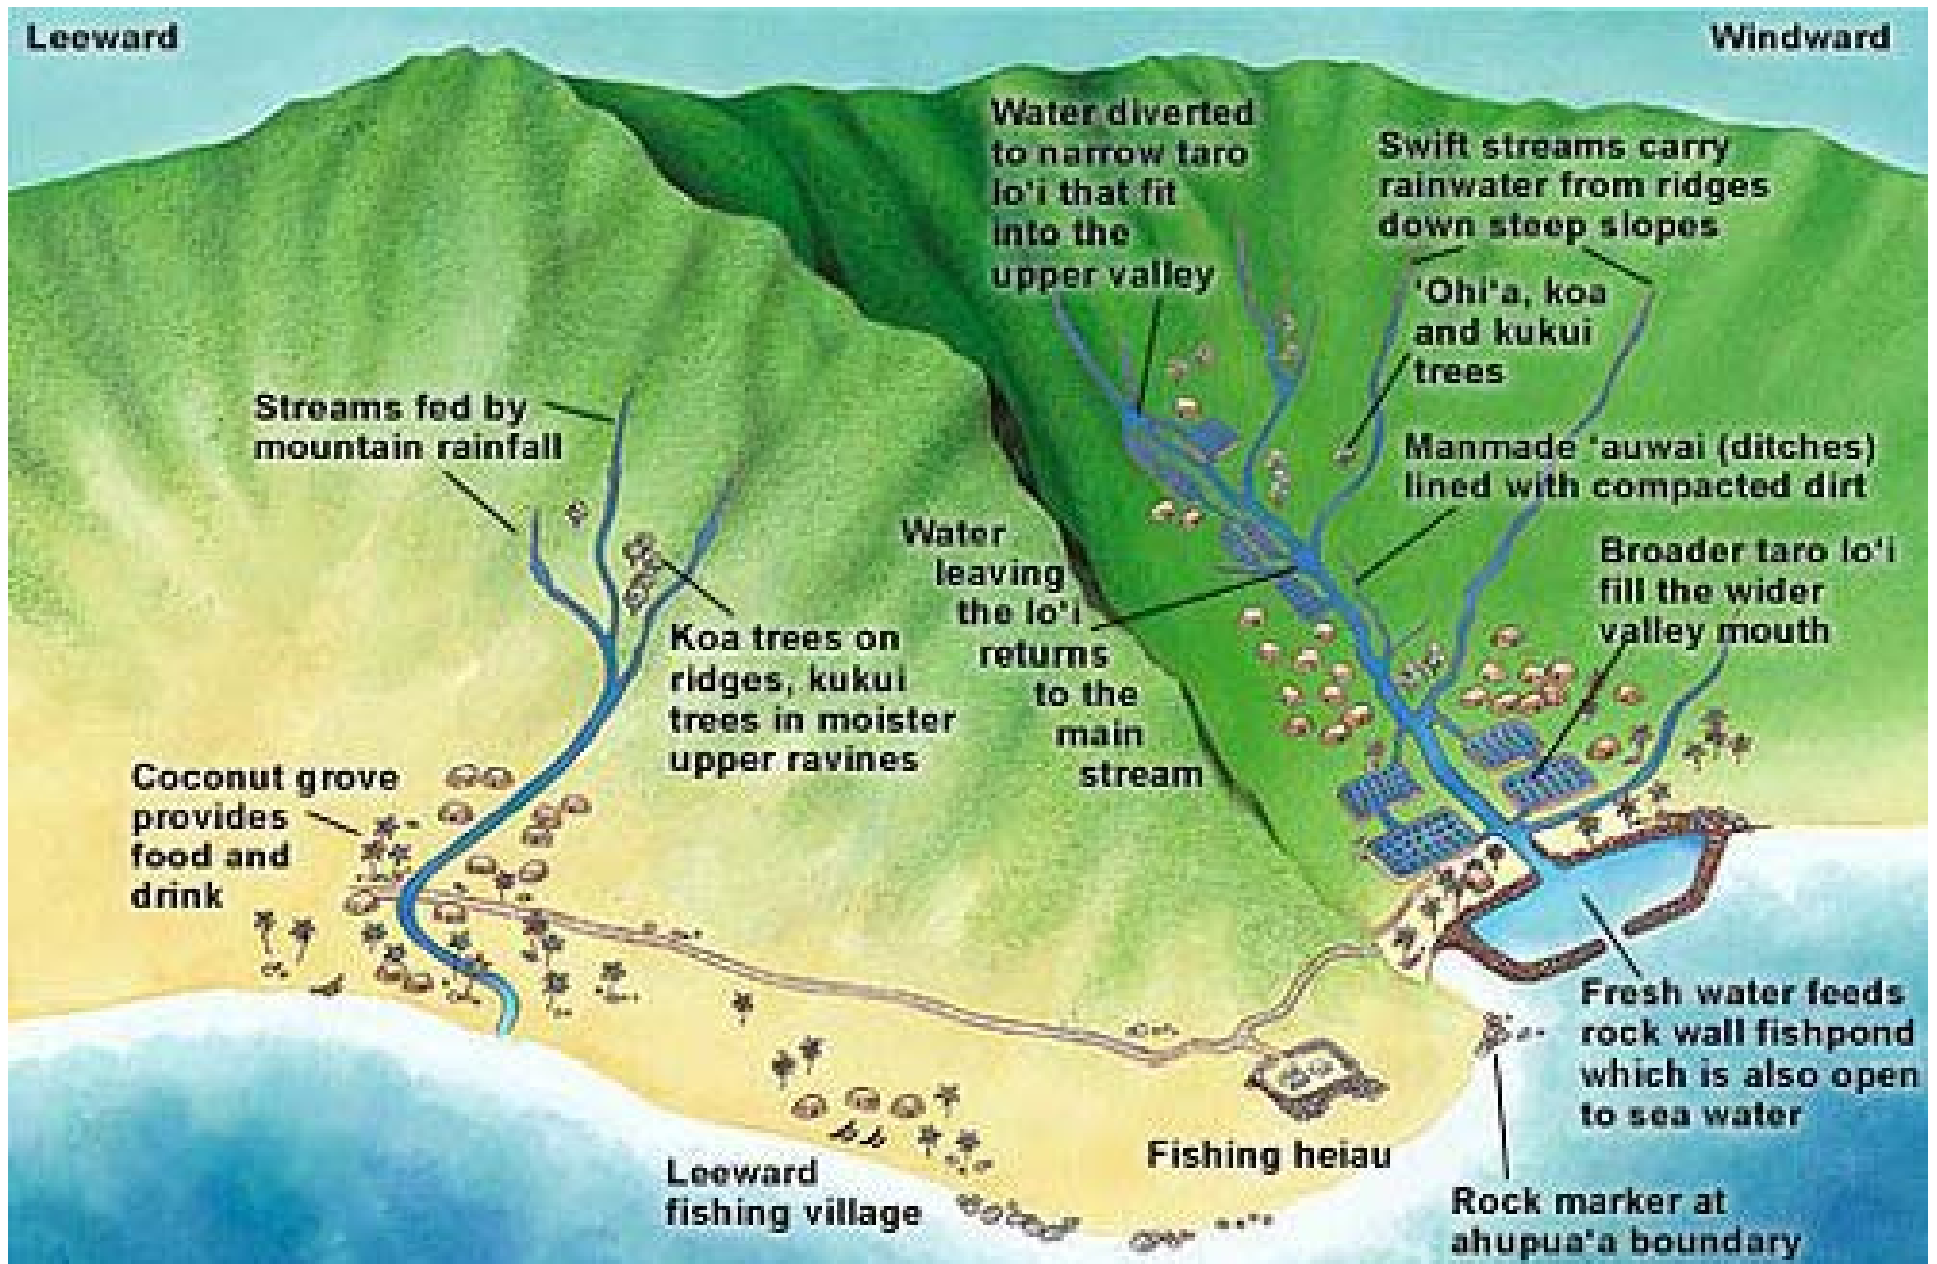 Leeward
Windward
Water diverted
to narrow taro
lo‘i that fit
into the
upper valley
Swift streams carry
rainwater from ridges
down steep slopes
‘Ohi‘a, koa
and kukui
trees
Streams fed by
mountain rainfall
Manmade ‘auwai (ditches)
lined with compacted dirt
Water
leaving
the lo‘i
returns
to the
main
stream
Broader taro lo‘i
fill the wider
valley mouth
Koa trees on
ridges, kukui
trees in moister
upper ravines
Coconut grove
provides
food and
drink
Fresh water feeds
rock wall fishpond
which is also open
to sea water
Fishing heiau
Leeward
fishing village
Rock marker at
ahupua‘a boundary